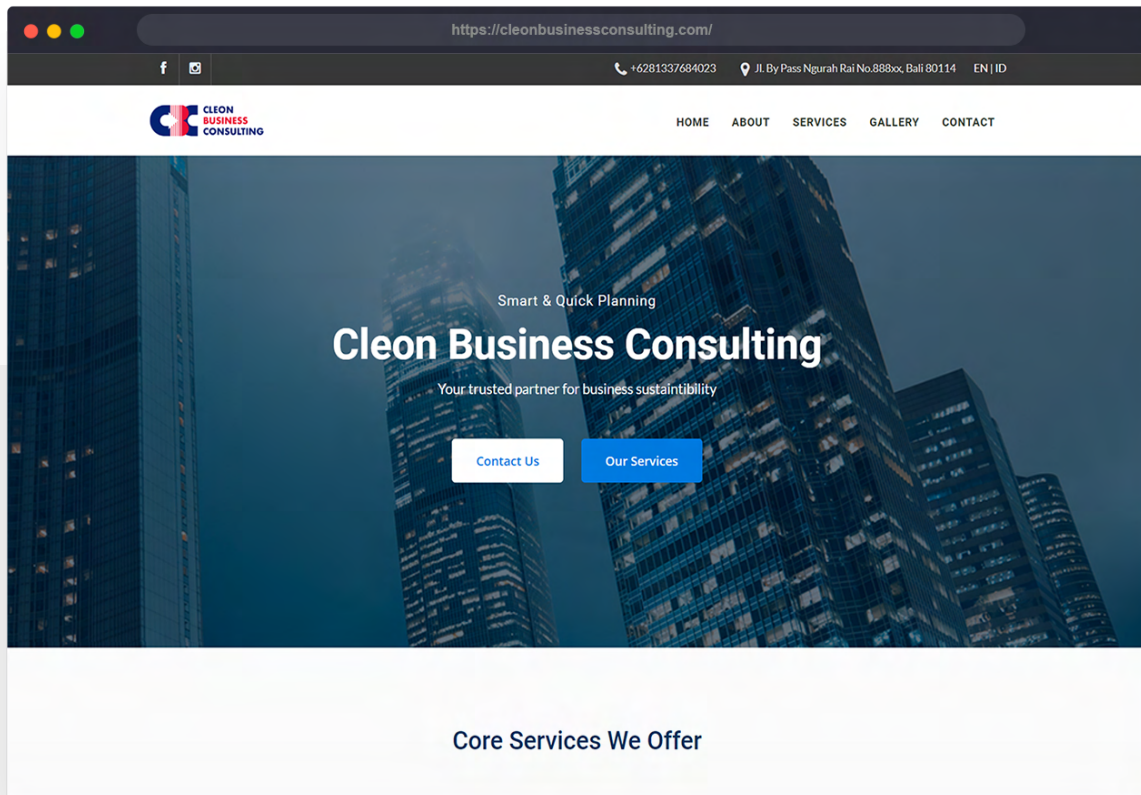 https://cleonbusinessconsulting.com/
+6281337684023 Jl. By Pass Ngurah Rai No.888xx, Bali 80114 EN | ID
CLEON
BUSINESS
CONSULTING
HOME ABOUT SERVICES GALLERY CONTACT
Smart & Quick Planning
Cleon Business Consulting
Your trusted partner for business sustaintibility
Contact Us Our Services
Core Services We Offer